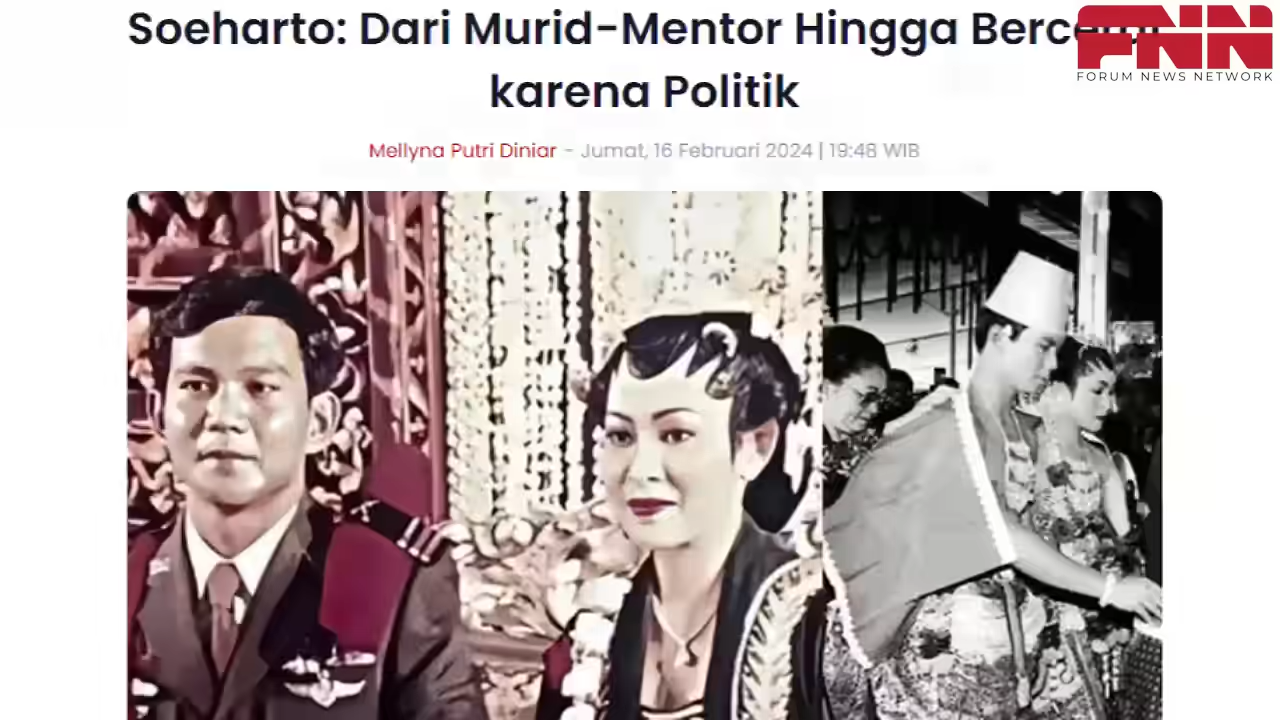 Soeharto: Dari Murid-Mentor Hingga
karena Politik
Mellyna Putri Diniar - Jumat, 16 Februari 2024 | 19:48 WIB
FNN
FORUM NEWS NETWORK